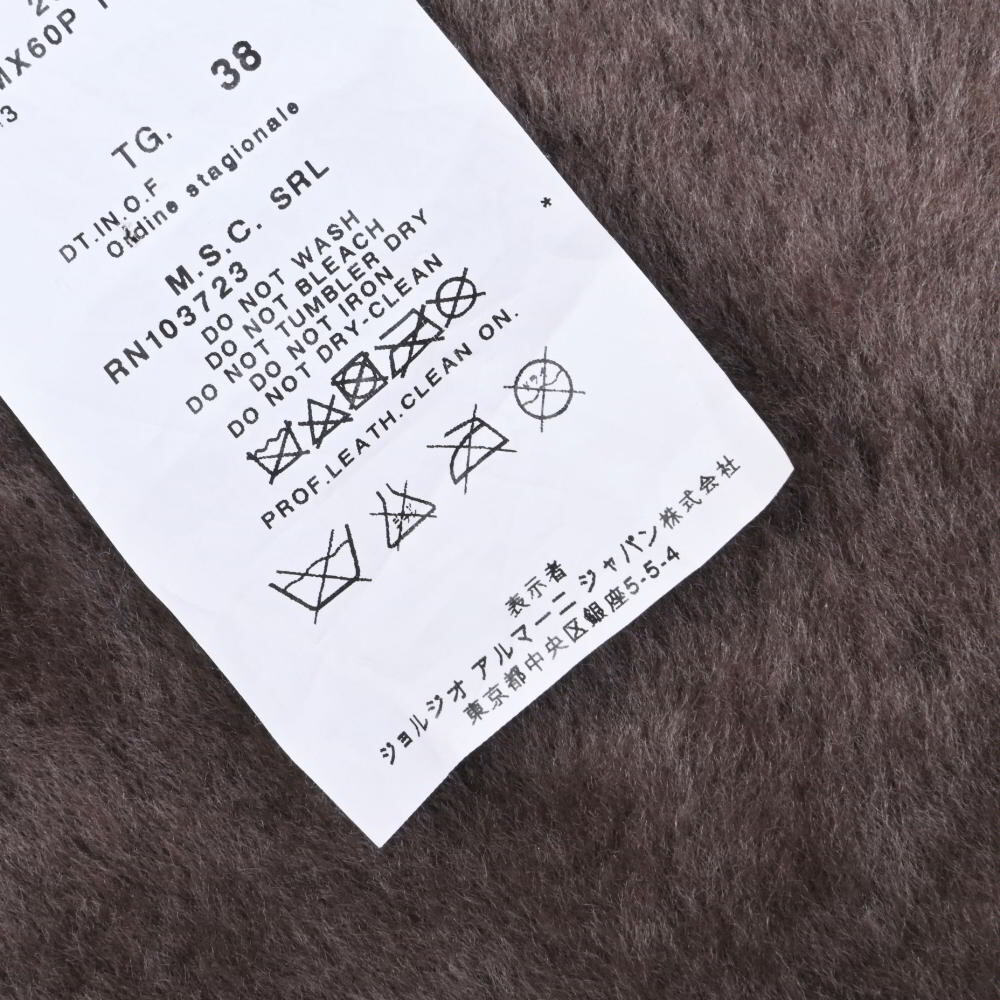 MX60P
TG. 38
DT.IN.O.F
Ordine stagionale
M.S.C. SRL
RN103723
DO NOT WASH
DO NOT BLEACH
DO NOT TUMBLER DRY
DO NOT IRON
DO NOT DRY-CLEAN
PROF.LEATH.CLEAN ON.
*
表示者
ジョルジオ アルマーニ ジャパン株式会社
東京都中央区銀座5-5-4